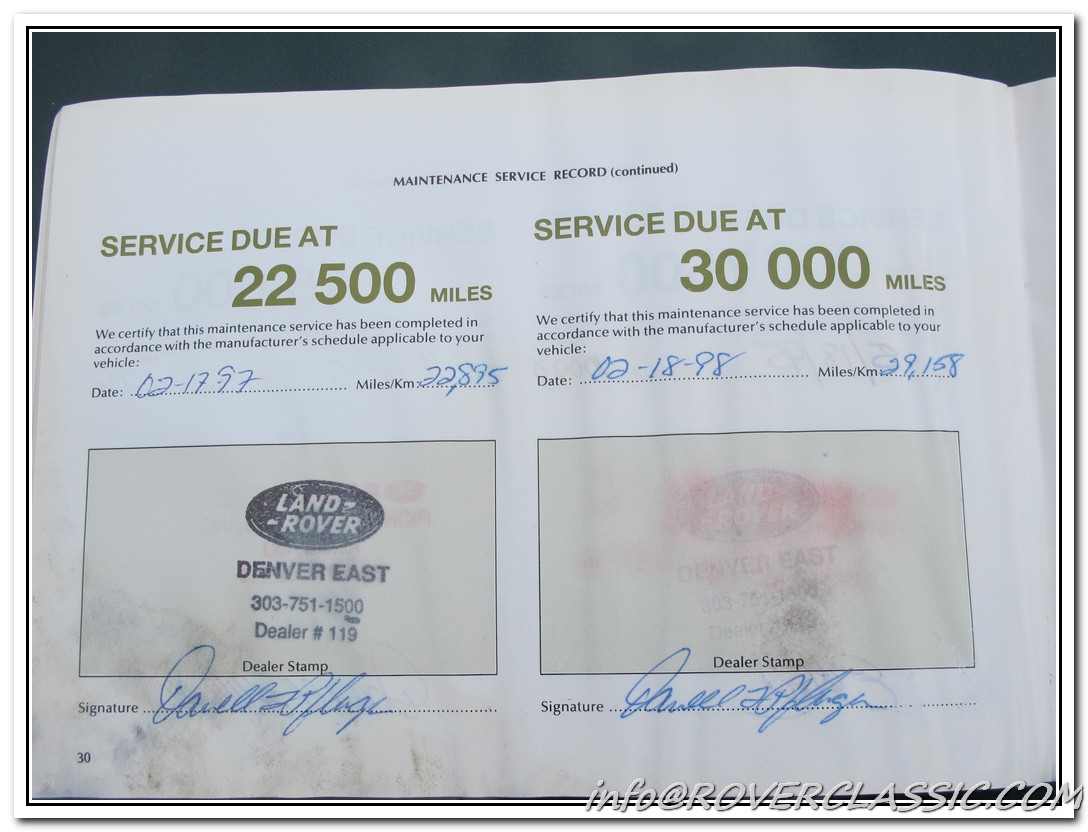 MAINTENANCE SERVICE RECORD (continued)
SERVICE DUE AT
22 500 MILES
We certify that this maintenance service has been completed in
accordance with the manufacturer's schedule applicable to your
vehicle:
Date: 02-17 97 Miles/Km: 22,895
LAND-
-ROVER
DENVER EAST
303-751-1500
Dealer # 119
Dealer Stamp
Signature
30
SERVICE DUE AT
30 000 MILES
We certify that this maintenance service has been completed in
accordance with the manufacturer's schedule applicable to your
vehicle:
Date: 02-18-98 Miles/Km: 29,158
LAND-
-ROVER
DENVER EAST
303-751-1500
Dealer
Dealer Stamp
Signature
info@ROVERCLASSIC.COM